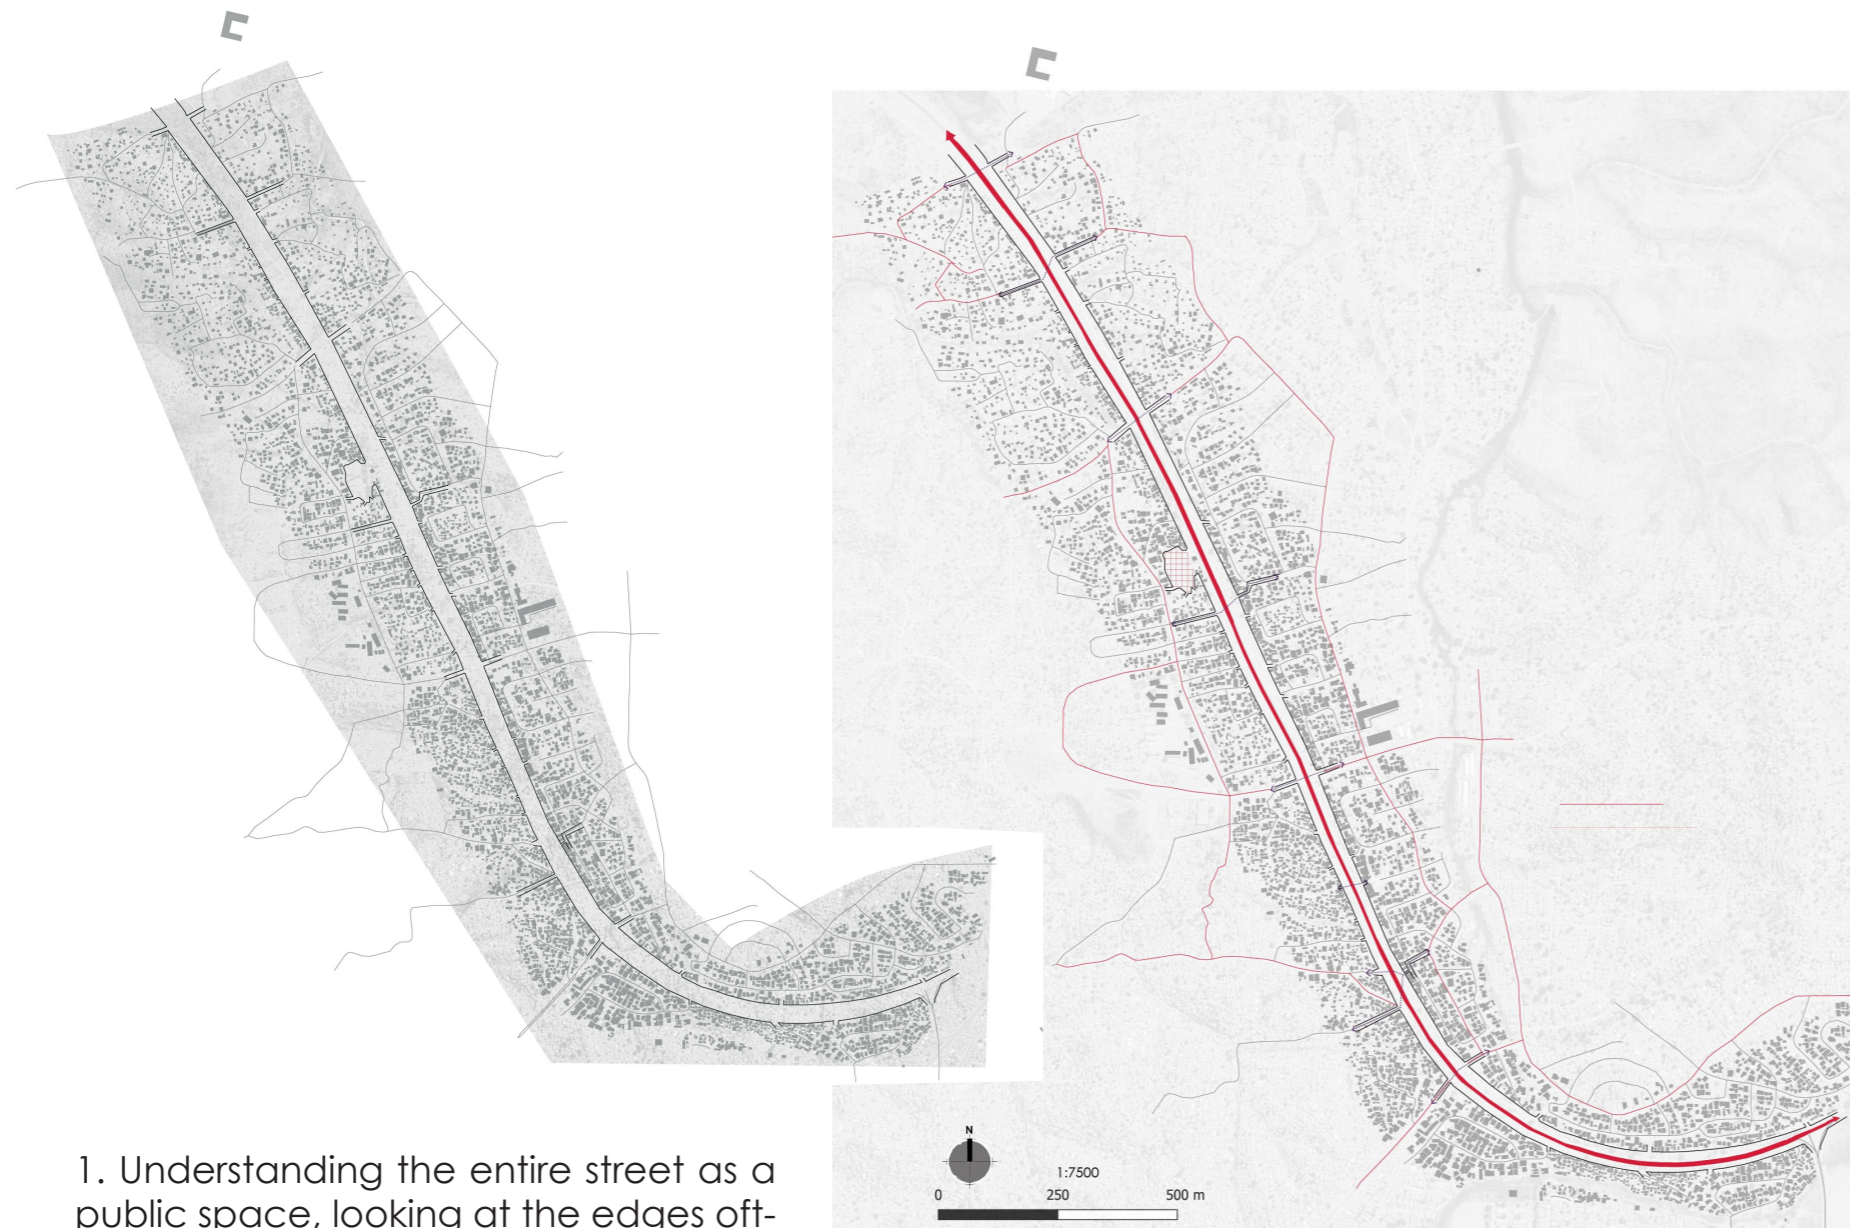 N
1:7500
0 250 500 m
1. Understanding the entire street as a
public space, looking at the edges oft-